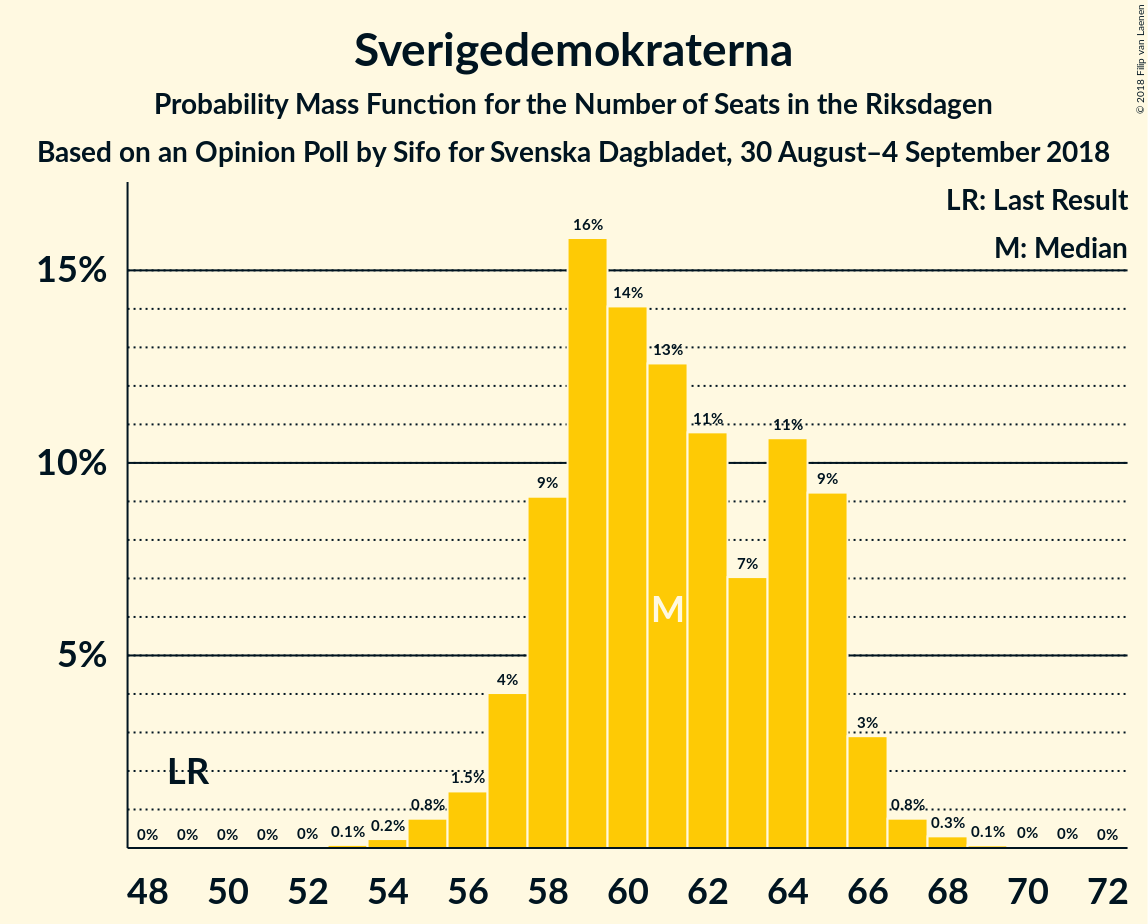 Sverigedemokraterna
Probability Mass Function for the Number of Seats in the Riksdagen
Based on an Opinion Poll by Sifo for Svenska Dagbladet, 30 August–4 September 2018
© 2018 Filip van Laenen
LR: Last Result
M: Median
15%
10%
5%
0% 0% 0% 0% 0% 0.1% 0.2% 0.8% 1.5% 4% 9% 16% 14% 13% 11% 7% 11% 9% 3% 0.8% 0.3% 0.1% 0% 0% 0%
LR
M
48 50 52 54 56 58 60 62 64 66 68 70 72